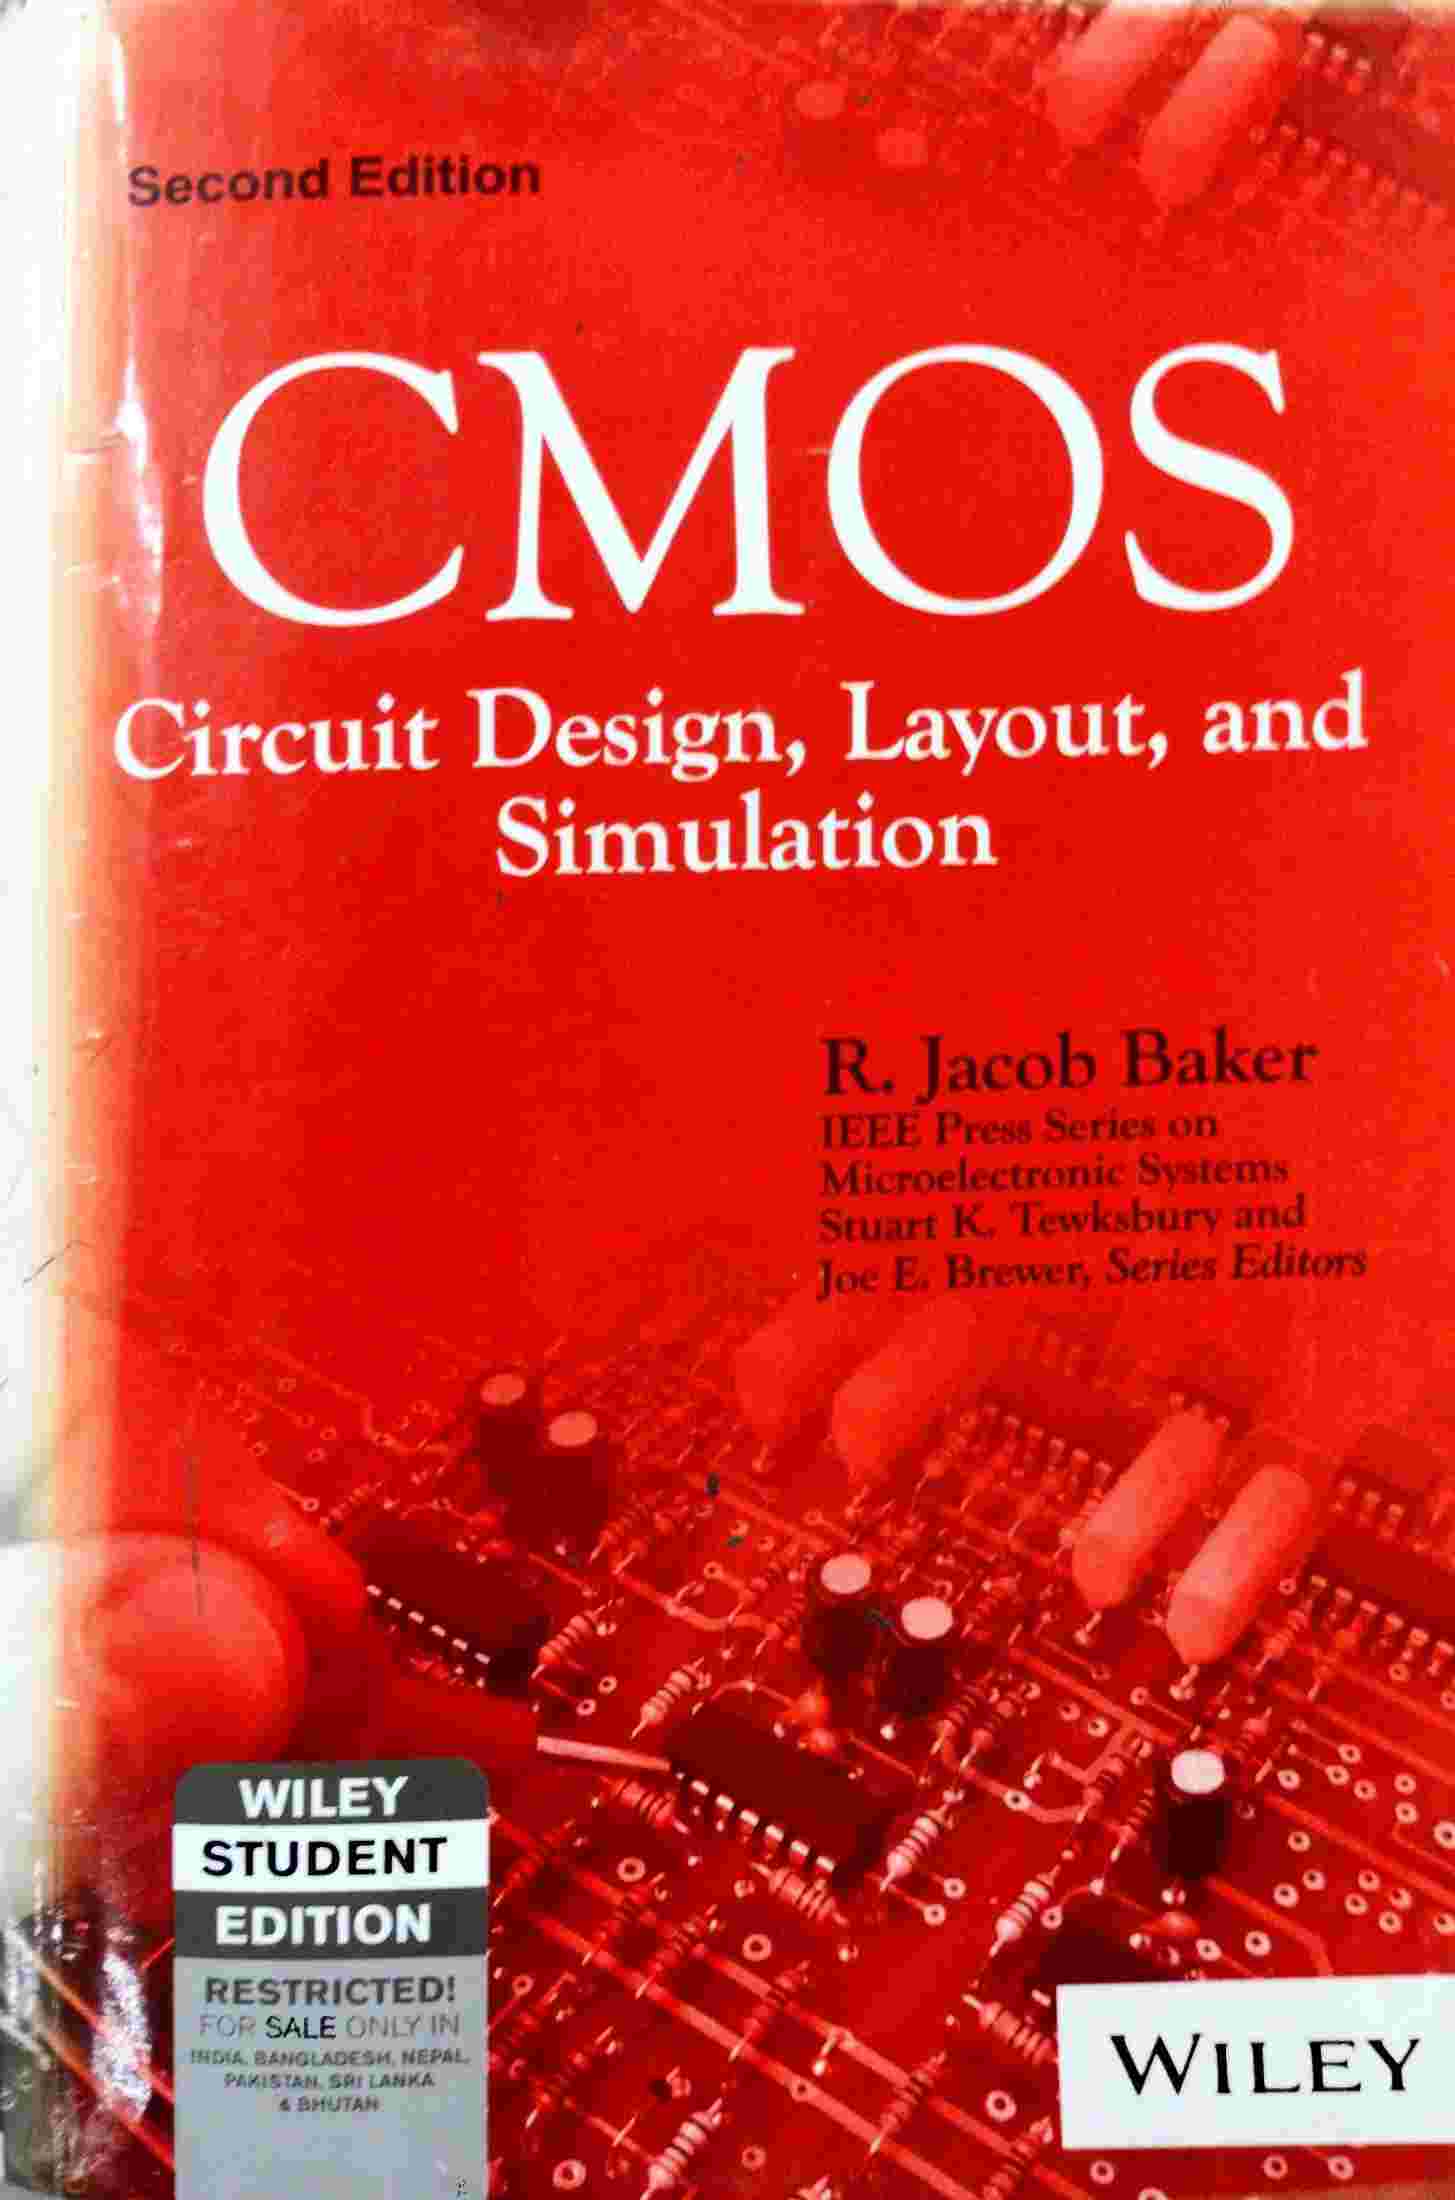 Second Edition
CMOS
Circuit Design, Layout, and
Simulation
R. Jacob Baker
IEEE Press Series on
Microelectronic Systems
Stuart K. Tewksbury and
Joe E. Brewer, Series Editors
WILEY
STUDENT
EDITION
RESTRICTED!
FOR SALE ONLY IN
INDIA, BANGLADESH, NEPAL,
PAKISTAN, SRI LANKA
& BHUTAN
WILEY